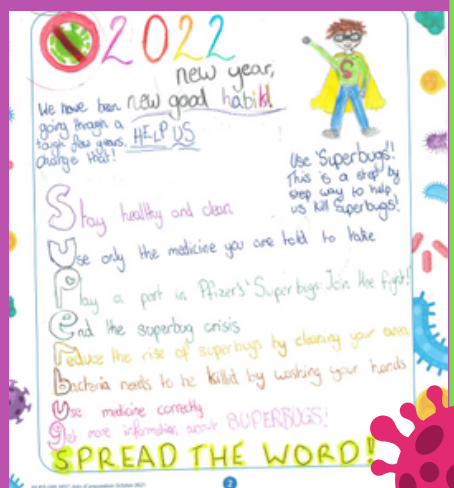 2022
new year,
new good habits!
We have been
going through a
tough few years,
change that!
HELP US
S
Use 'Superbugs'!
This is a step by
step way to help
us kill Superbugs!
Stay healthy and clean
Use only the medicine you are told to take
Play a part in Pfizer's 'Superbugs: Join the fight!
end the superbug crisis
reduce the rise of superbugs by cleaning your area
bacteria needs to be killed by washing your hands
Use medicine correctly
get more information about SUPERBUGS!
SPREAD THE WORD!
2